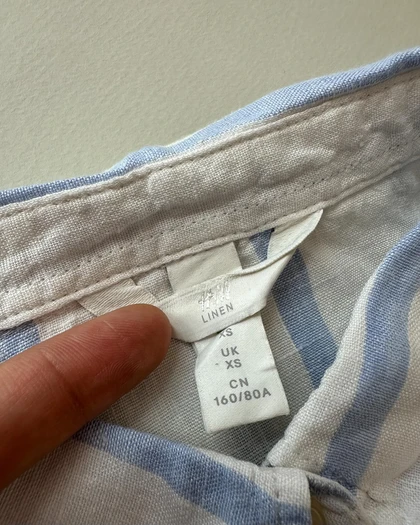 H&M
LINEN
XS
UK
XS
CN
160/80A